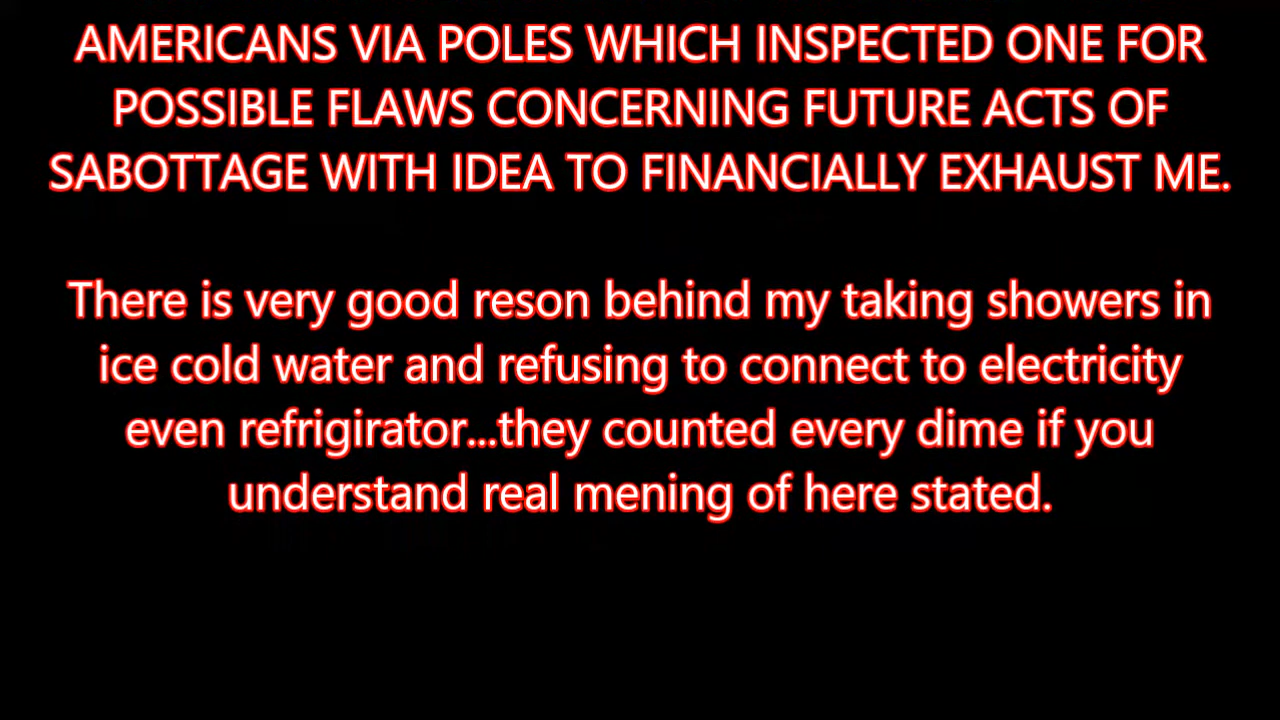 AMERICANS VIA POLES WHICH INSPECTED ONE FOR
POSSIBLE FLAWS CONCERNING FUTURE ACTS OF
SABOTTAGE WITH IDEA TO FINANCIALLY EXHAUST ME.
There is very good reson behind my taking showers in
ice cold water and refusing to connect to electricity
even refrigirator...they counted every dime if you
understand real mening of here stated.